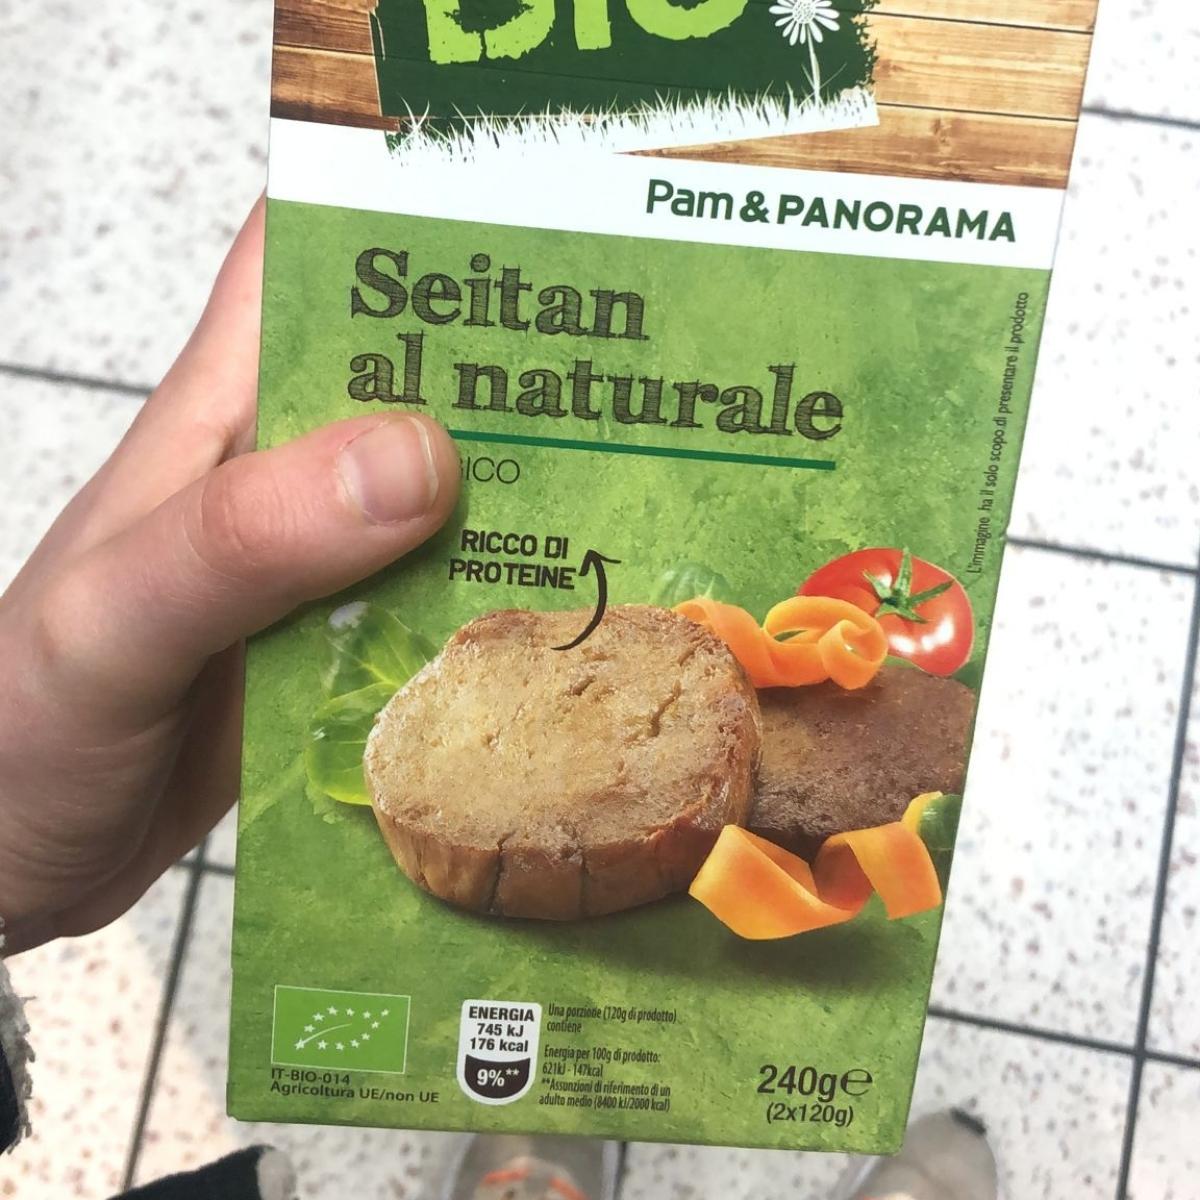 BIO
Pam & PANORAMA
Seitan
al naturale
ICO
RICCO DI
PROTEINE
L'immagine ha il solo scopo di presentare il prodotto
IT-BIO-014
Agricoltura UE/non UE
ENERGIA
745 kJ
176 kcal
9%**
Una porzione (120g di prodotto)
contiene
Energia per 100g di prodotto:
621kJ - 147kcal
**Assunzioni di riferimento di un
adulto medio (8400 kJ/2000 kcal)
240g℮
(2x120g)